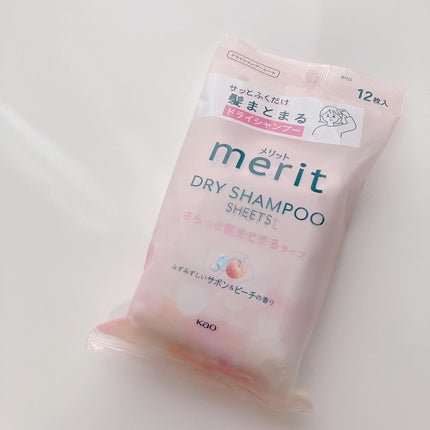 ドライシャンプーシート
12枚入
サッとふくだけ
髪まとまる
ドライシャンプー
メリット
merit
DRY SHAMPOO
SHEETS
さらっと髪まとまるタイプ
みずみずしいサボン&ピーチの香り
Kao